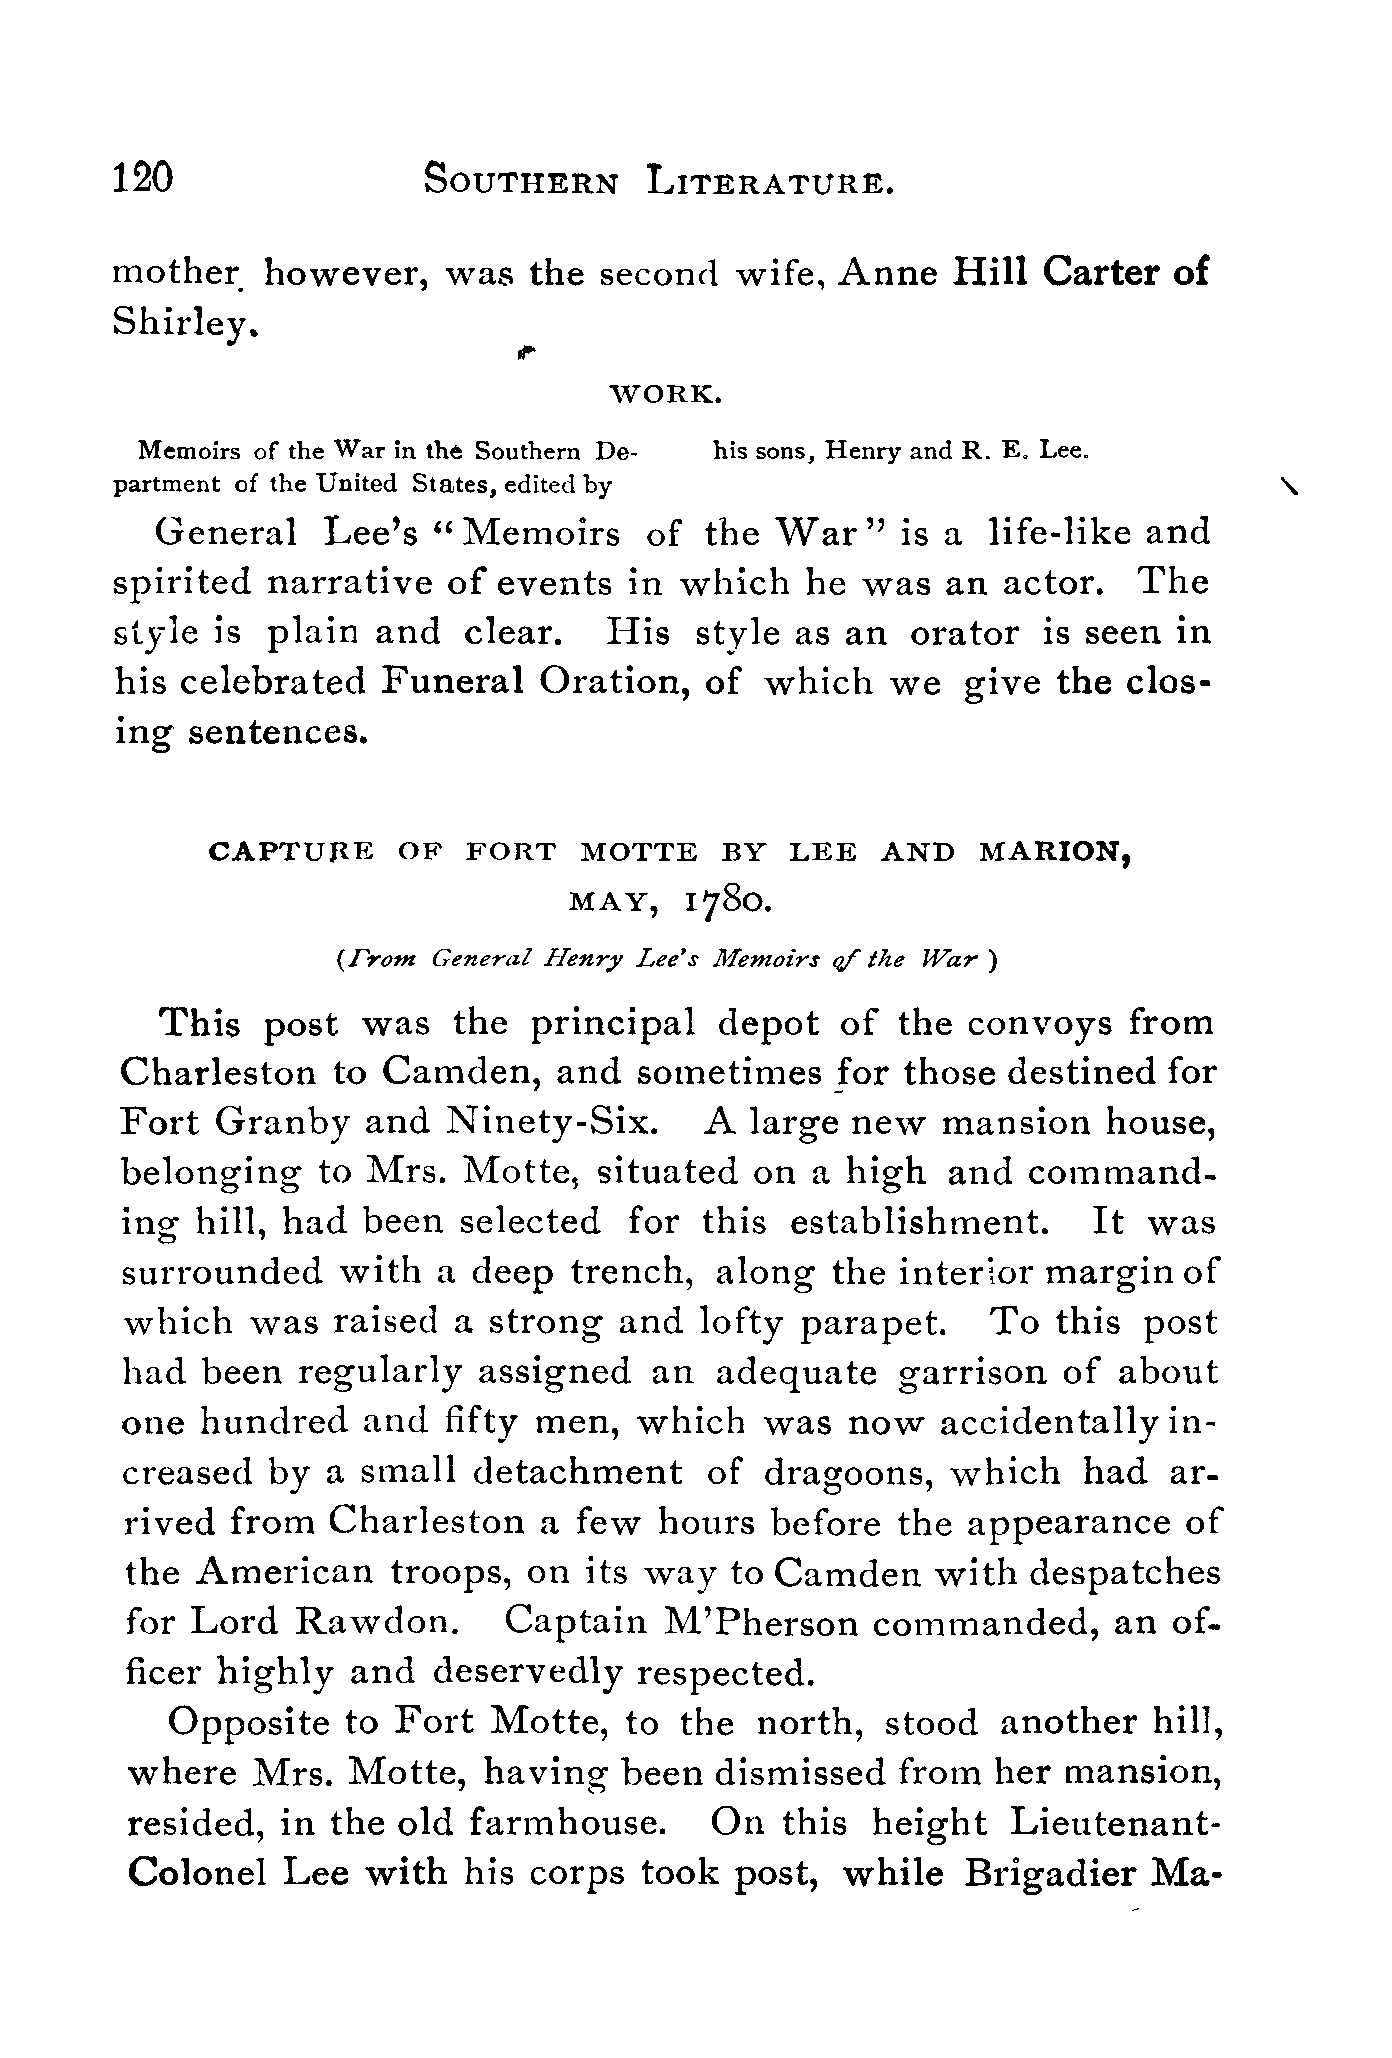 120 SOUTHERN LITERATURE.
mother. however, was the second wife, Anne Hill Carter of
Shirley.
WORK.
Memoirs of the War in the Southern De-
partment of the United States, edited by
his sons, Henry and R. E. Lee.
General Lee's "Memoirs of the War" is a life-like and
spirited narrative of events in which he was an actor. The
style is plain and clear. His style as an orator is seen in
his celebrated Funeral Oration, of which we give the clos-
ing sentences.
CAPTURE OF FORT MOTTE BY LEE AND MARION,
MAY, 1780.
(From General Henry Lee's Memoirs of the War )
This post was the principal depot of the convoys from
Charleston to Camden, and sometimes for those destined for
Fort Granby and Ninety-Six. A large new mansion house,
belonging to Mrs. Motte, situated on a high and command-
ing hill, had been selected for this establishment. It was
surrounded with a deep trench, along the interior margin of
which was raised a strong and lofty parapet. To this post
had been regularly assigned an adequate garrison of about
one hundred and fifty men, which was now accidentally in-
creased by a small detachment of dragoons, which had ar-
rived from Charleston a few hours before the appearance of
the American troops, on its way to Camden with despatches
for Lord Rawdon. Captain M'Pherson commanded, an of-
ficer highly and deservedly respected.
Opposite to Fort Motte, to the north, stood another hill,
where Mrs. Motte, having been dismissed from her mansion,
resided, in the old farmhouse. On this height Lieutenant-
Colonel Lee with his corps took post, while Brigadier Ma-